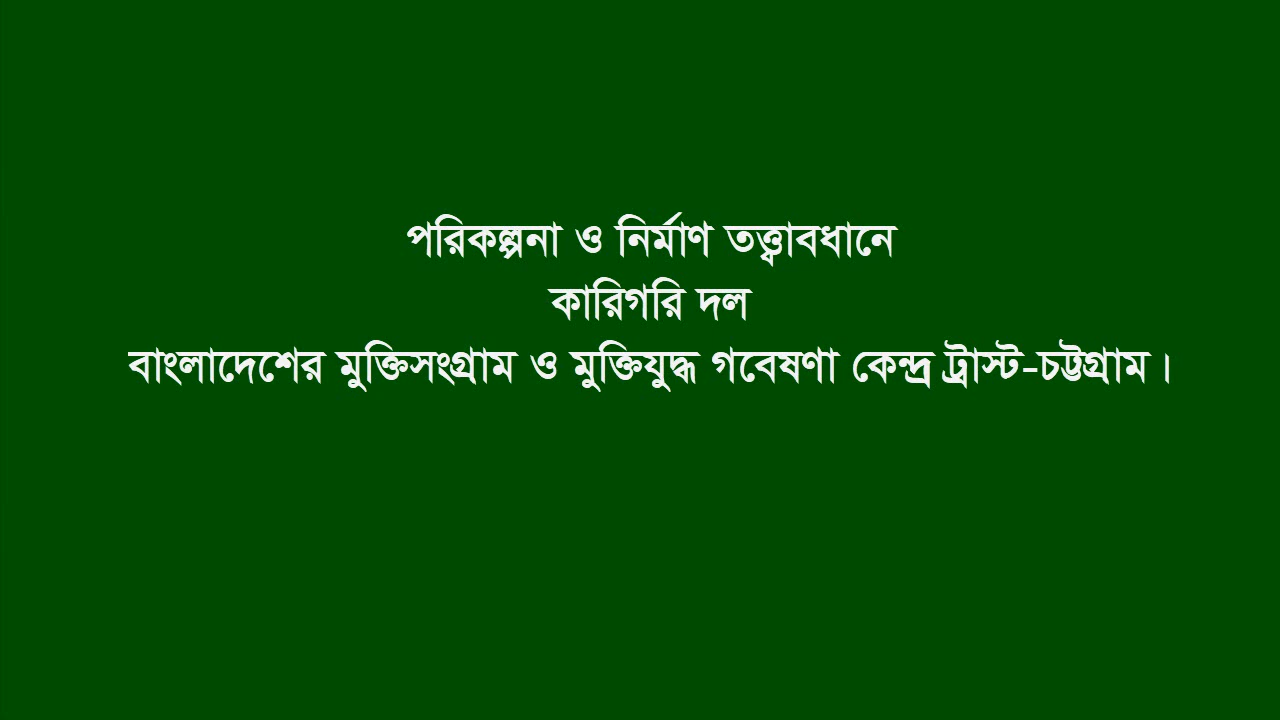 পরিকল্পনা ও নির্মাণ তত্ত্বাবধানে
কারিগরি দল
বাংলাদেশের মুক্তিসংগ্রাম ও মুক্তিযুদ্ধ গবেষণা কেন্দ্র ট্রাস্ট-চট্টগ্রাম।